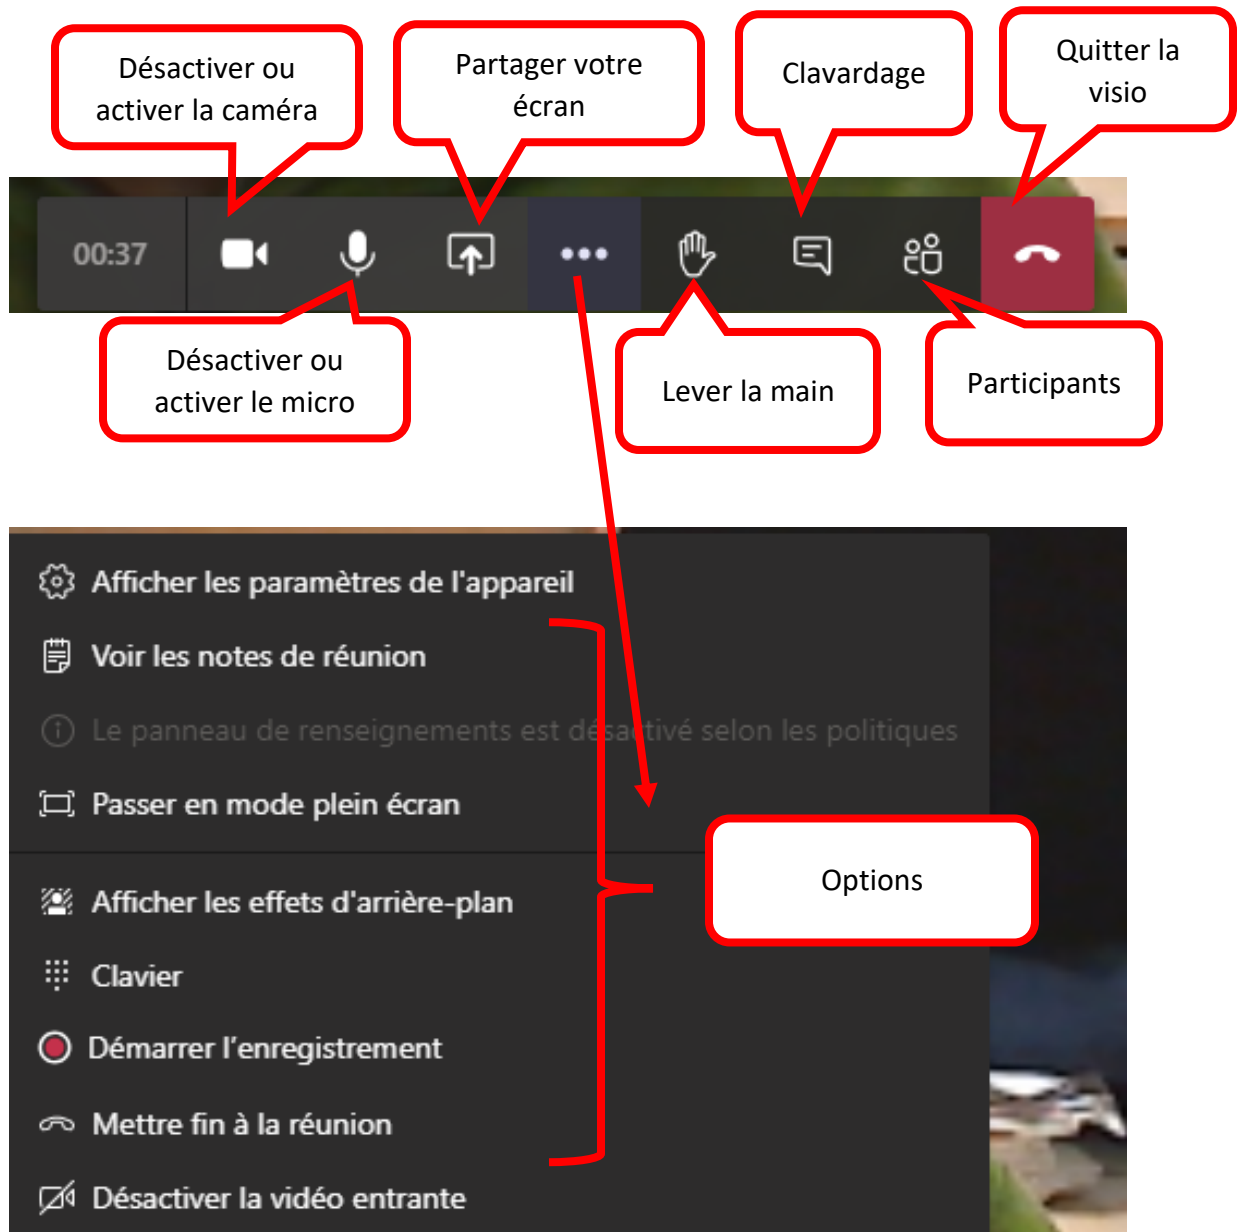 Désactiver ou
activer la caméra
Partager votre
écran
Clavardage
Quitter la
visio
00:37
Désactiver ou
activer le micro
Lever la main
Participants
Afficher les paramètres de l'appareil
Voir les notes de réunion
Le panneau de renseignements est désactivé selon les politiques
Passer en mode plein écran
Options
Afficher les effets d'arrière-plan
Clavier
Démarrer l’enregistrement
Mettre fin à la réunion
Désactiver la vidéo entrante